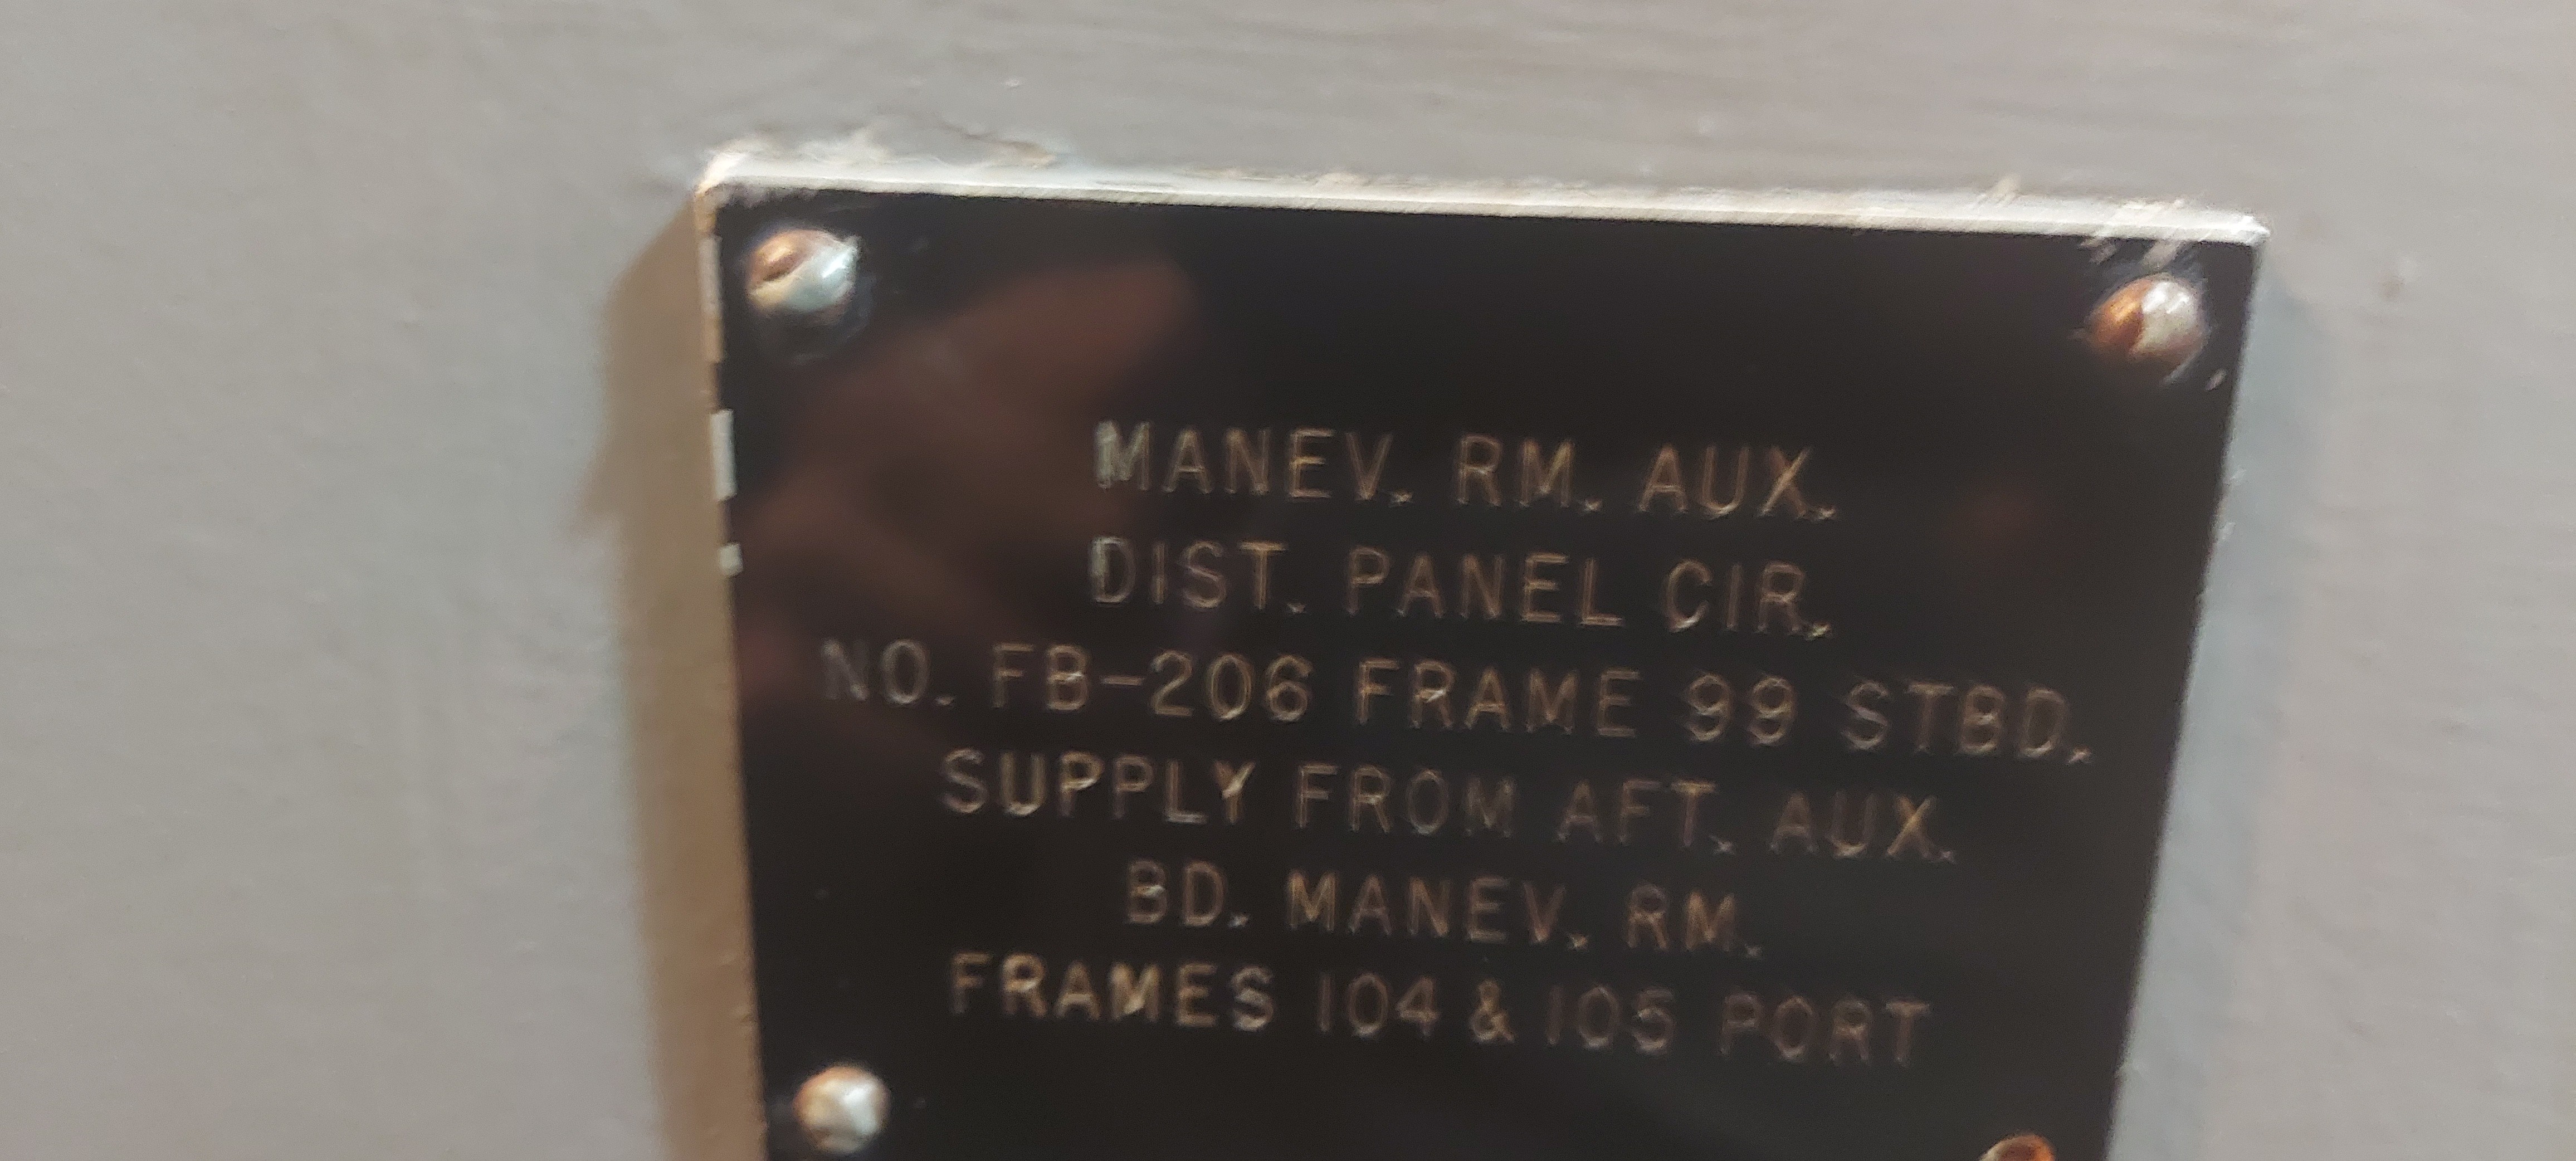 MANEV. RM. AUX.
DIST. PANEL CIR.
NO. FB-206 FRAME 99 STBD.
SUPPLY FROM AFT. AUX.
BD. MANEV. RM.
FRAMES 104 & 105 PORT